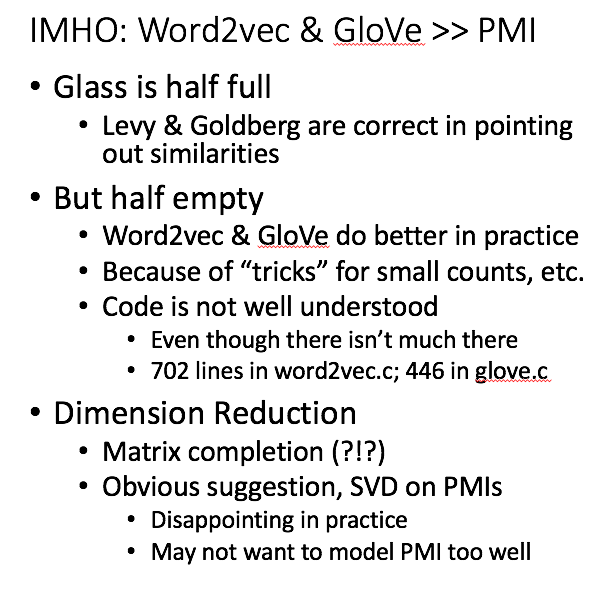 IMHO: Word2vec & GloVe >> PMI
• Glass is half full
• Levy & Goldberg are correct in pointing
out similarities
• But half empty
• Word2vec & GloVe do better in practice
• Because of “tricks” for small counts, etc.
• Code is not well understood
• Even though there isn’t much there
• 702 lines in word2vec.c; 446 in glove.c
• Dimension Reduction
• Matrix completion (?!?)
• Obvious suggestion, SVD on PMIs
• Disappointing in practice
• May not want to model PMI too well